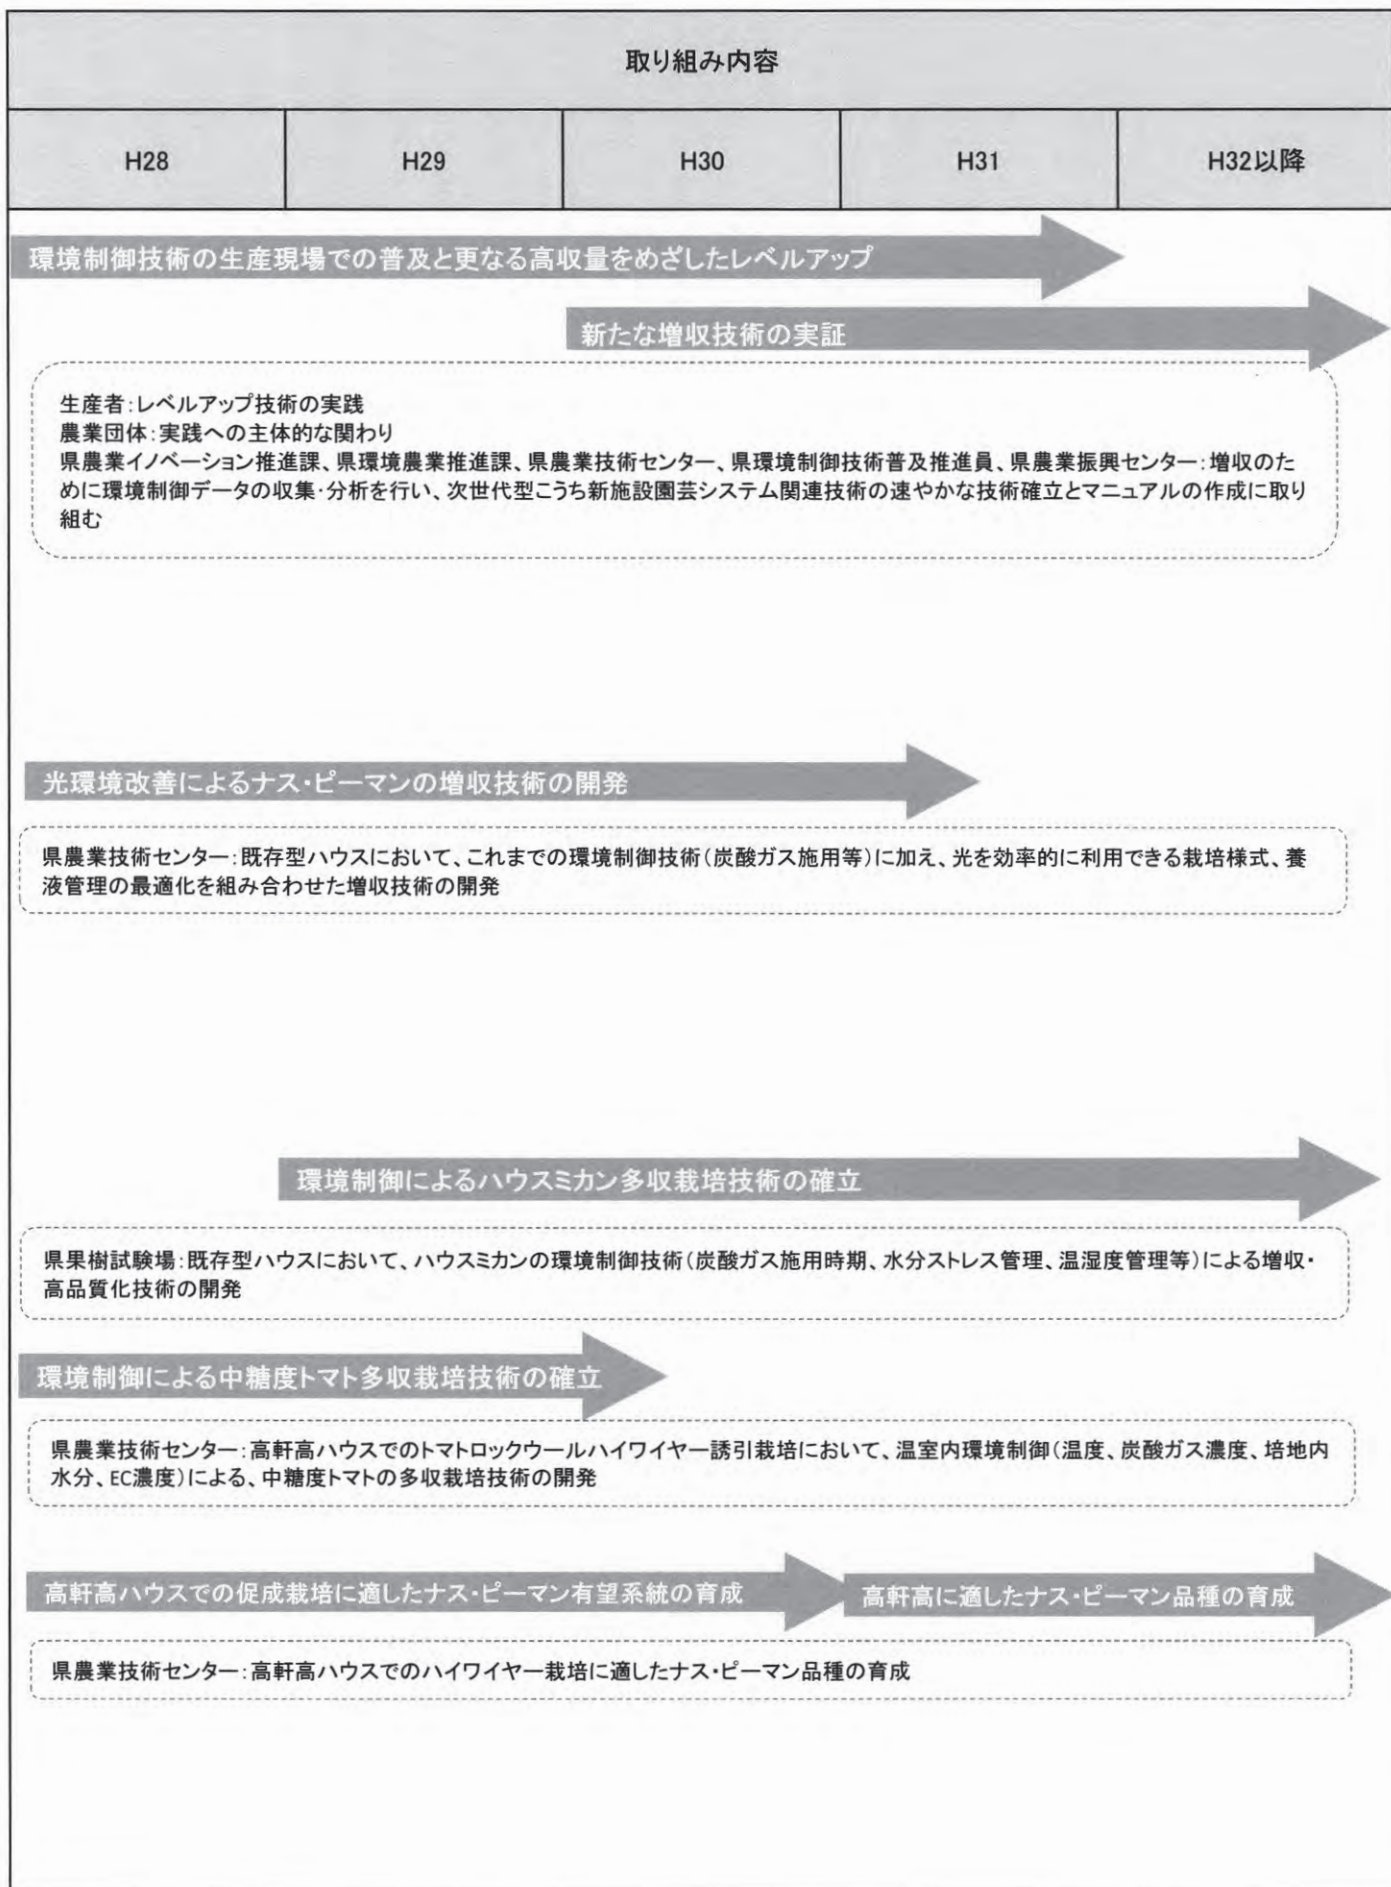 取り組み内容
H28
H29
H30
H31
H32以降
環境制御技術の生産現場での普及と更なる高収量をめざしたレベルアップ
新たな増収技術の実証
生産者:レベルアップ技術の実践
農業団体:実践への主体的な関わり
県農業イノベーション推進課、県環境農業推進課、県農業技術センター、県環境制御技術普及推進員、県農業振興センター:増収のた
めに環境制御データの収集・分析を行い、次世代型こうち新施設園芸システム関連技術の速やかな技術確立とマニュアルの作成に取り
組む
光環境改善によるナス・ピーマンの増収技術の開発
県農業技術センター:既存型ハウスにおいて、これまでの環境制御技術(炭酸ガス施用等)に加え、光を効率的に利用できる栽培様式、養
液管理の最適化を組み合わせた増収技術の開発
環境制御によるハウスミカン多収栽培技術の確立
県果樹試験場:既存型ハウスにおいて、ハウスミカンの環境制御技術(炭酸ガス施用時期、水分ストレス管理、温湿度管理等)による増収・
高品質化技術の開発
環境制御による中糖度トマト多収栽培技術の確立
県農業技術センター:高軒高ハウスでのトマトロックウールハイワイヤー誘引栽培において、温室内環境制御(温度、炭酸ガス濃度、培地内
水分、EC濃度)による、中糖度トマトの多収栽培技術の開発
高軒高ハウスでの促成栽培に適したナス・ピーマン有望系統の育成
高軒高に適したナス・ピーマン品種の育成
県農業技術センター:高軒高ハウスでのハイワイヤー栽培に適したナス・ピーマン品種の育成